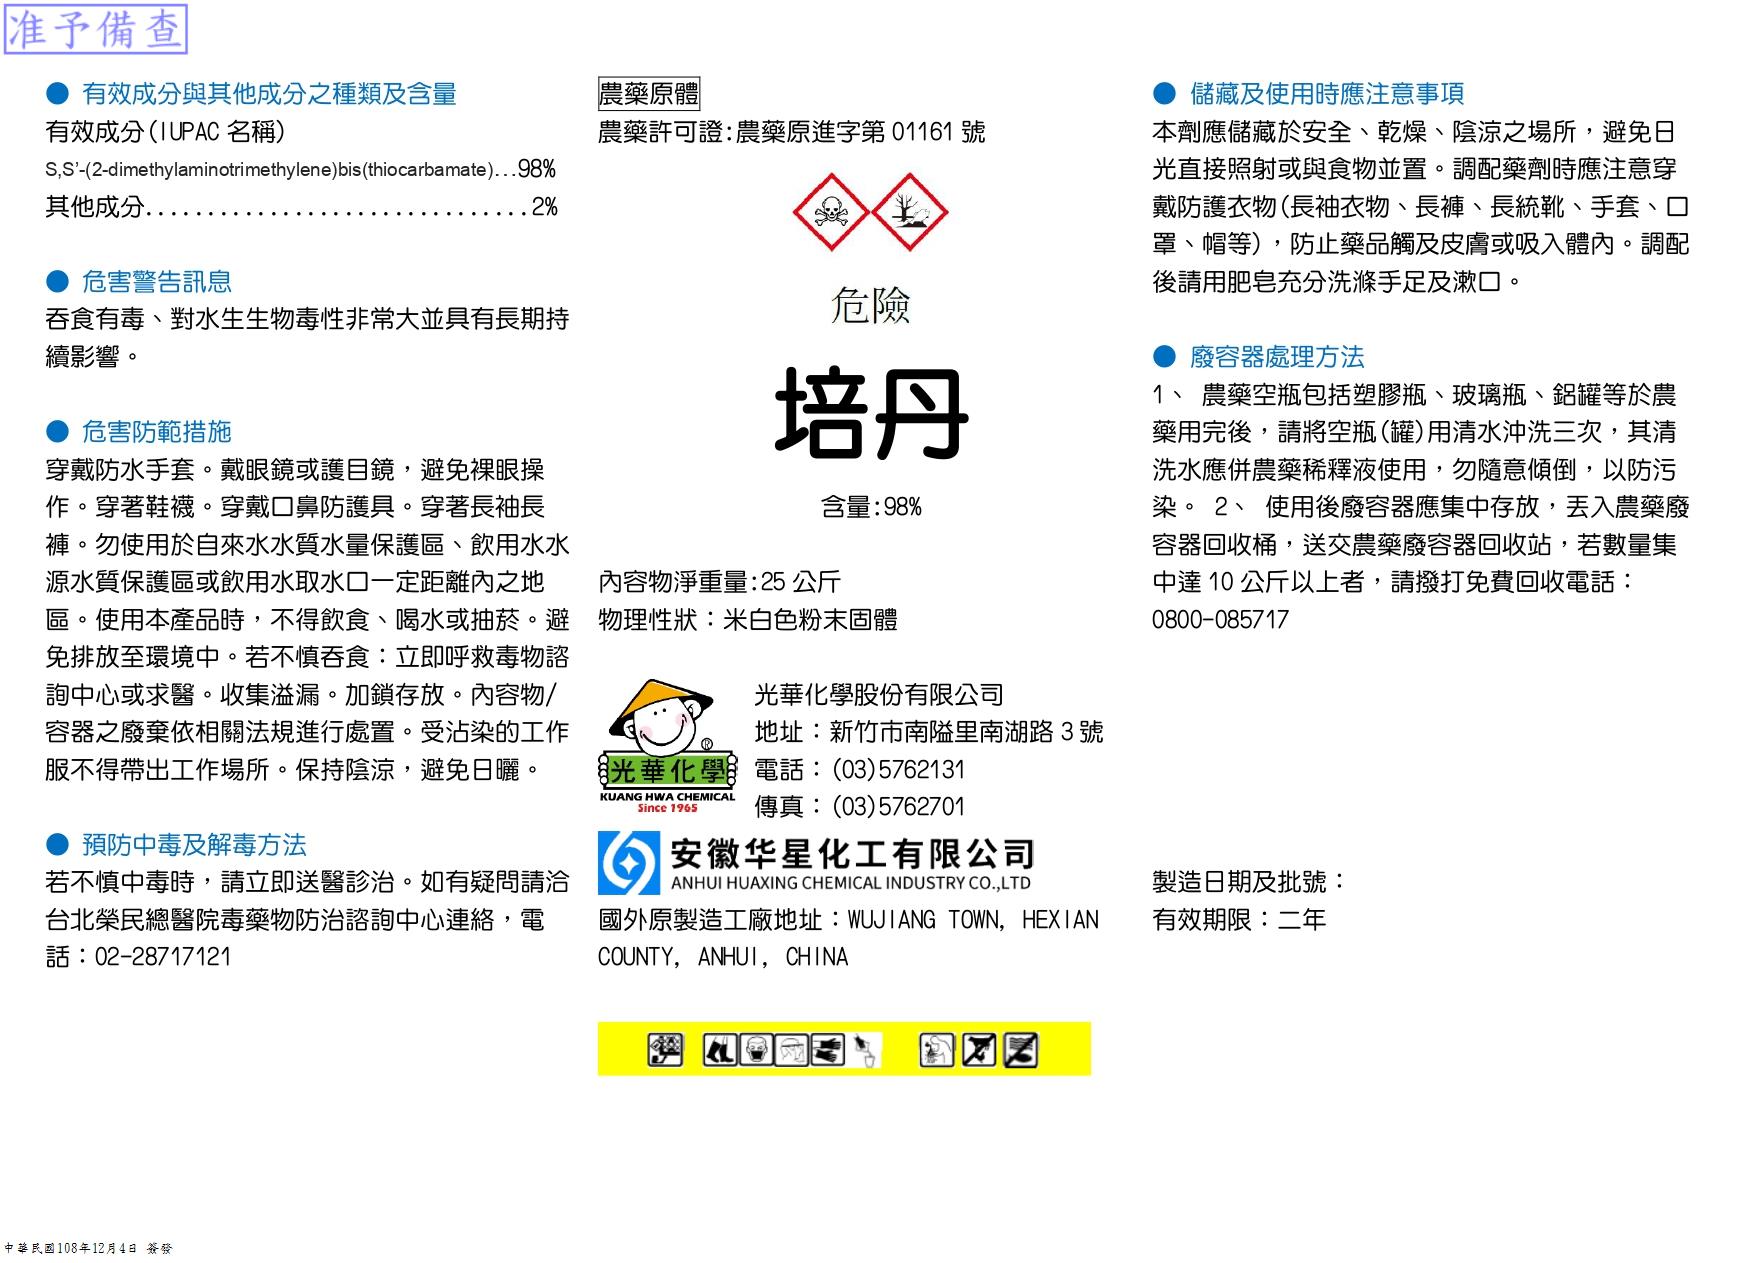 准予備查
● 有效成分與其他成分之種類及含量
有效成分(IUPAC 名稱)
S,S'-(2-dimethylaminotrimethylene)bis(thiocarbamate)...98%
其他成分...............................2%
● 危害警告訊息
吞食有毒、對水生生物毒性非常大並具有長期持
續影響。
● 危害防範措施
穿戴防水手套。戴眼鏡或護目鏡，避免裸眼操
作。穿著鞋襪。穿戴口鼻防護具。穿著長袖長
褲。勿使用於自來水水質水量保護區、飲用水水
源水質保護區或飲用水取水口一定距離內之地
區。使用本產品時，不得飲食、喝水或抽菸。避
免排放至環境中。若不慎吞食：立即呼救毒物諮
詢中心或求醫。收集溢漏。加鎖存放。內容物/
容器之廢棄依相關法規進行處置。受沾染的工作
服不得帶出工作場所。保持陰涼，避免日曬。
● 預防中毒及解毒方法
若不慎中毒時，請立即送醫診治。如有疑問請洽
台北榮民總醫院毒藥物防治諮詢中心連絡，電
話：02-28717121
農藥原體
農藥許可證:農藥原進字第 01161 號
危險
培丹
含量:98%
內容物淨重量:25 公斤
物理性狀：米白色粉末固體
®
光華化學
KUANG HWA CHEMICAL
Since 1965
光華化學股份有限公司
地址：新竹市南隘里南湖路 3 號
電話：(03)5762131
傳真：(03)5762701
安徽华星化工有限公司
ANHUI HUAXING CHEMICAL INDUSTRY CO.,LTD
國外原製造工廠地址：WUJIANG TOWN, HEXIAN
COUNTY, ANHUI, CHINA
● 儲藏及使用時應注意事項
本劑應儲藏於安全、乾燥、陰涼之場所，避免日
光直接照射或與食物並置。調配藥劑時應注意穿
戴防護衣物(長袖衣物、長褲、長統靴、手套、口
罩、帽等)，防止藥品觸及皮膚或吸入體內。調配
後請用肥皂充分洗滌手足及漱口。
● 廢容器處理方法
1、 農藥空瓶包括塑膠瓶、玻璃瓶、鋁罐等於農
藥用完後，請將空瓶(罐)用清水沖洗三次，其清
洗水應併農藥稀釋液使用，勿隨意傾倒，以防污
染。 2、 使用後廢容器應集中存放，丟入農藥廢
容器回收桶，送交農藥廢容器回收站，若數量集
中達 10 公斤以上者，請撥打免費回收電話：
0800-085717
製造日期及批號：
有效期限：二年
中華民國108年12月4日 簽發